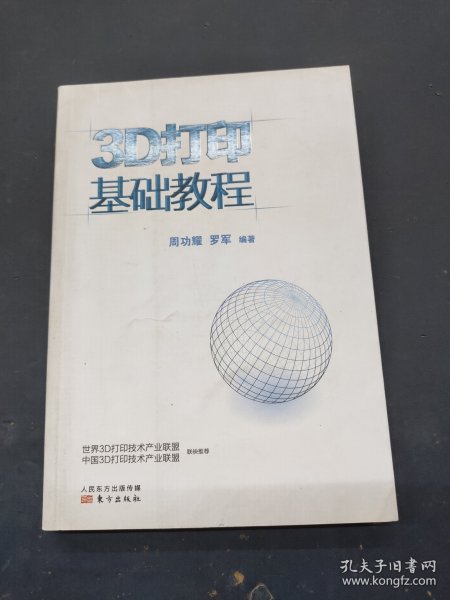 3D打印
基础教程
周功耀 罗军 编著
世界3D打印技术产业联盟
中国3D打印技术产业联盟
联袂推荐
人民东方出版传媒
东方出版社
孔夫子旧书网
www.kongfz.com